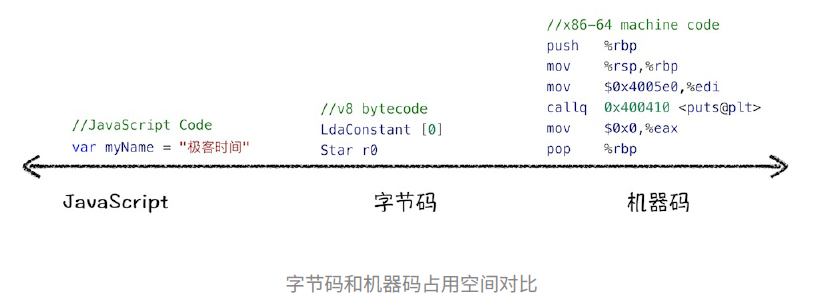 //JavaScript Code
var myName = "极客时间"
JavaScript
//v8 bytecode
LdaConstant [0]
Star r0
字节码
//x86-64 machine code
push %rbp
mov %rsp,%rbp
mov $0x4005e0,%edi
callq 0x400410 <puts@plt>
mov $0x0,%eax
pop %rbp
机器码
字节码和机器码占用空间对比